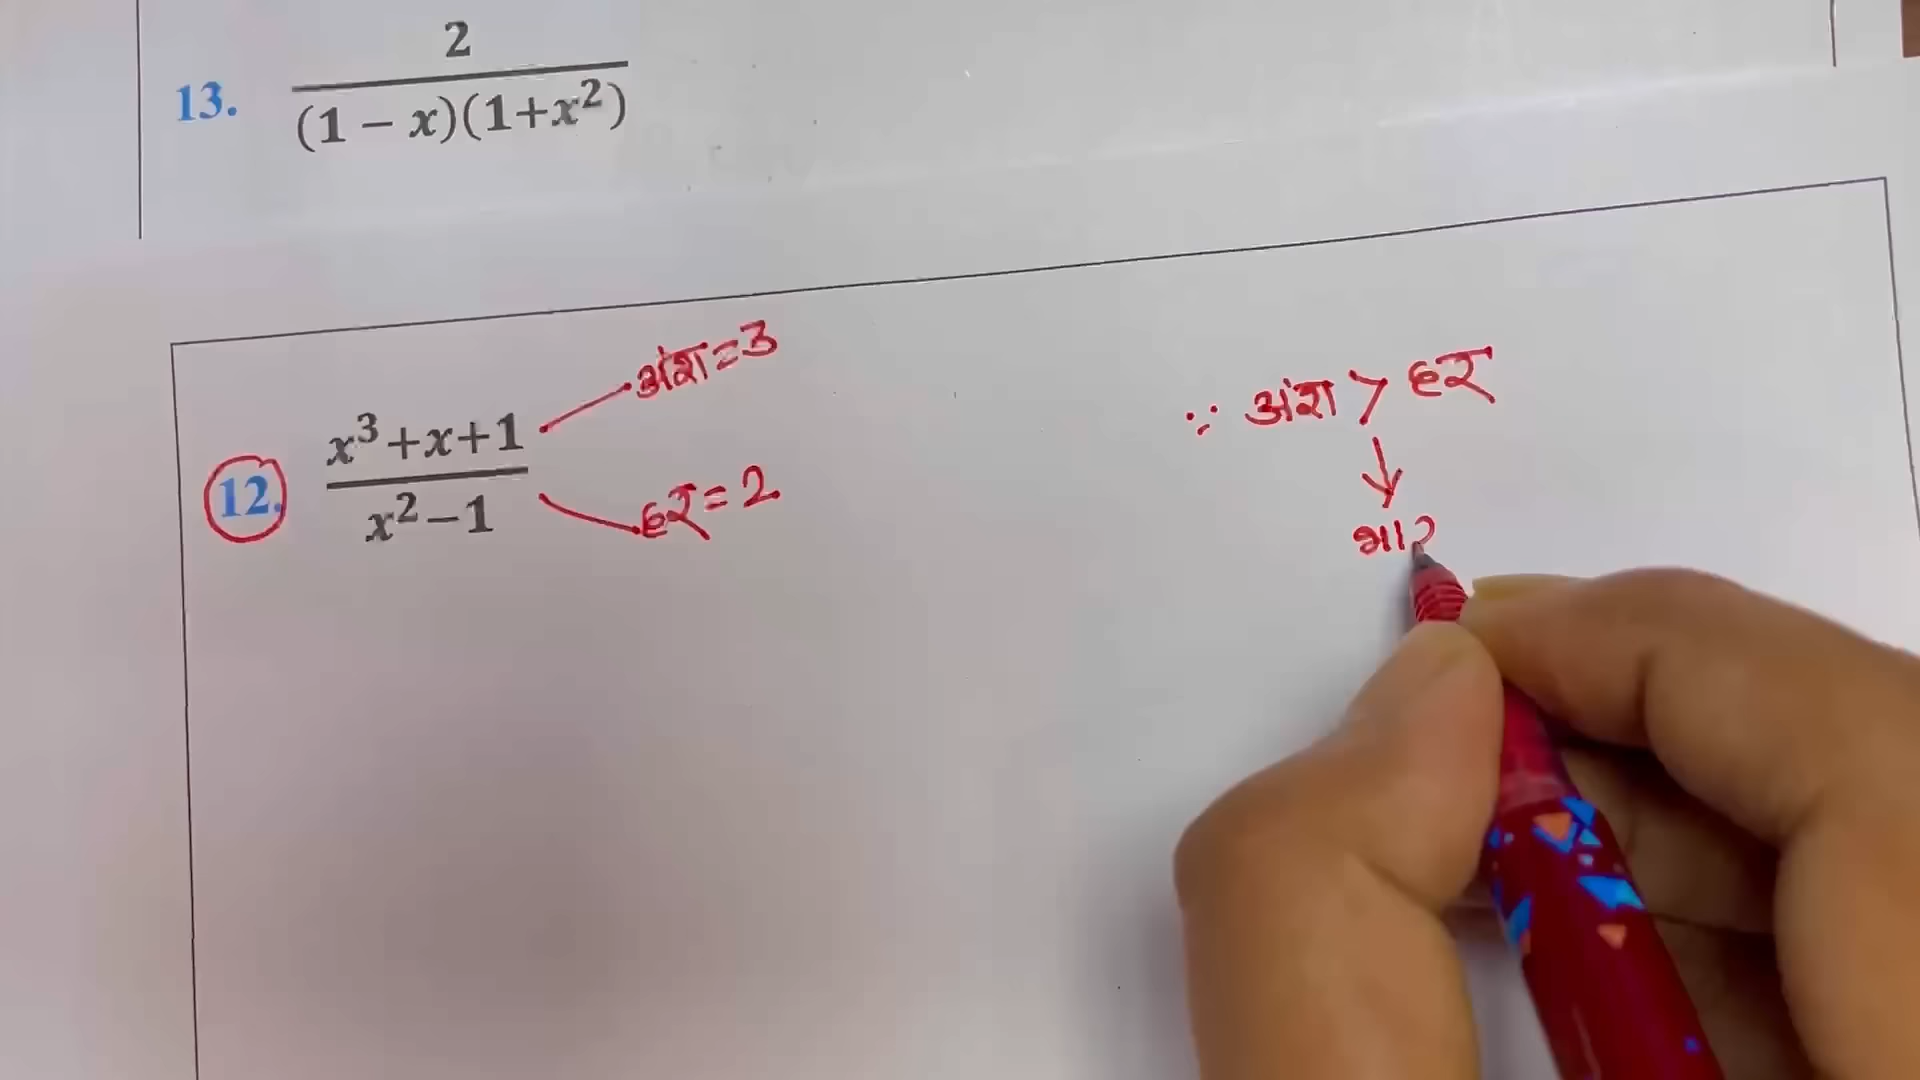 13. 2/((1 − x)(1+x²))
12. (x³+x+1)/(x²−1)
अंश=3
हर=2
∵ अंश > हर
↓